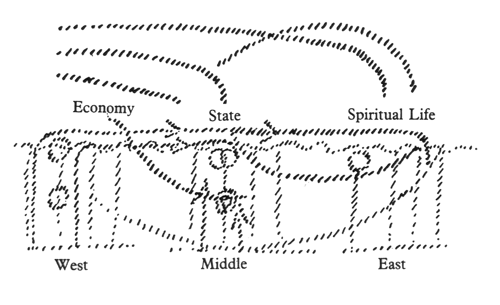 Economy
State
Spiritual Life
West
Middle
East